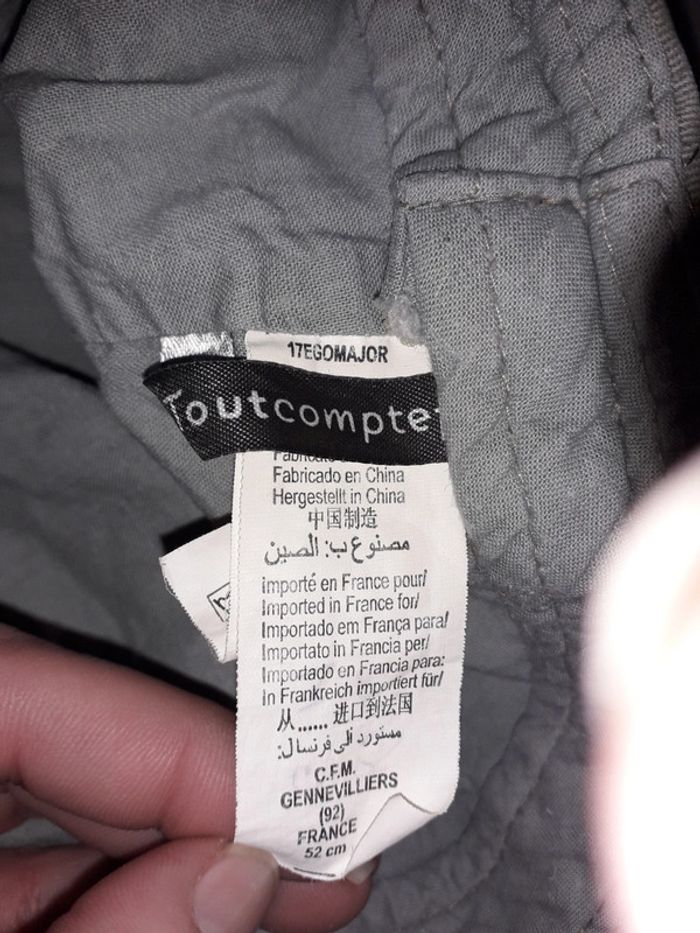 17EGOMAJOR
Toutcompte
Fabricado en China
Hergestellt in China
中国制造
مصنوع ب: الصين
Importé en France pour/
Imported in France for/
Importado em França para/
Importato in Francia per/
Importado en Francia para:
In Frankreich importiert für/
从...... 进口到法国
مستورد ألى فرنسا ل:
C.F.M.
GENNEVILLIERS
(92)
FRANCE
52 cm